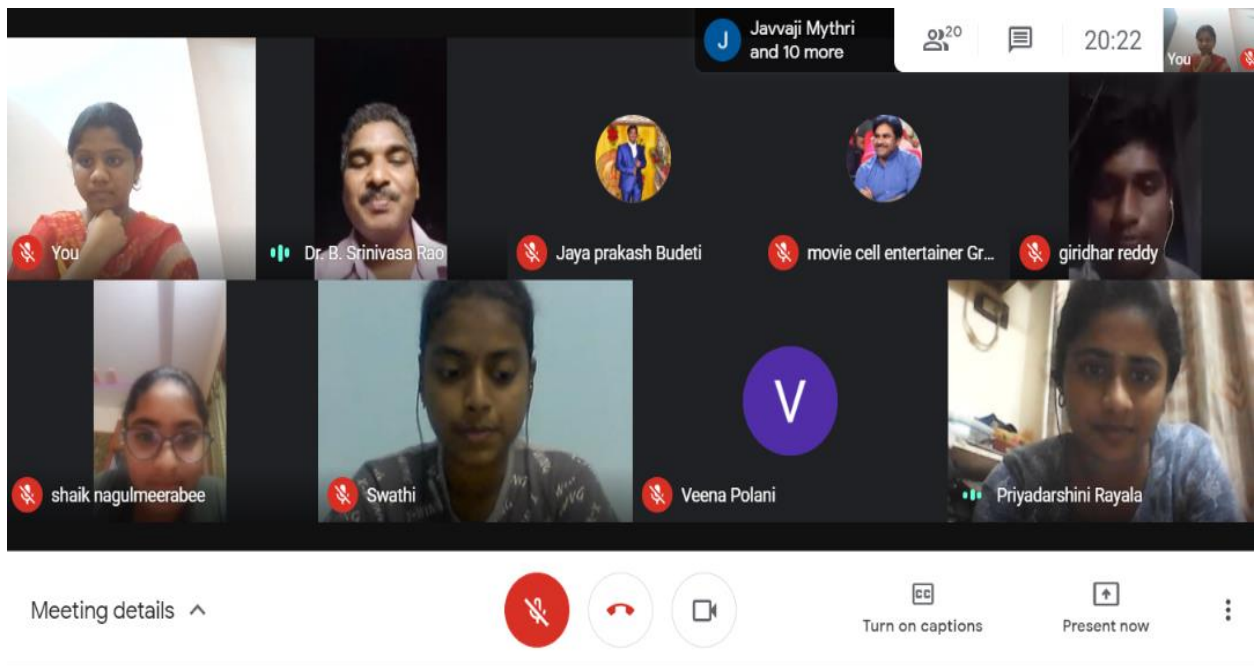 J
Javvaji Mythri
and 10 more
20
20:22
You
You
Dr. B. Srinivasa Rao
Jaya prakash Budeti
movie cell entertainer Gr...
giridhar reddy
shaik nagulmeerabee
Swathi
V
Veena Polani
Priyadarshini Rayala
Meeting details
CC
Turn on captions
Present now